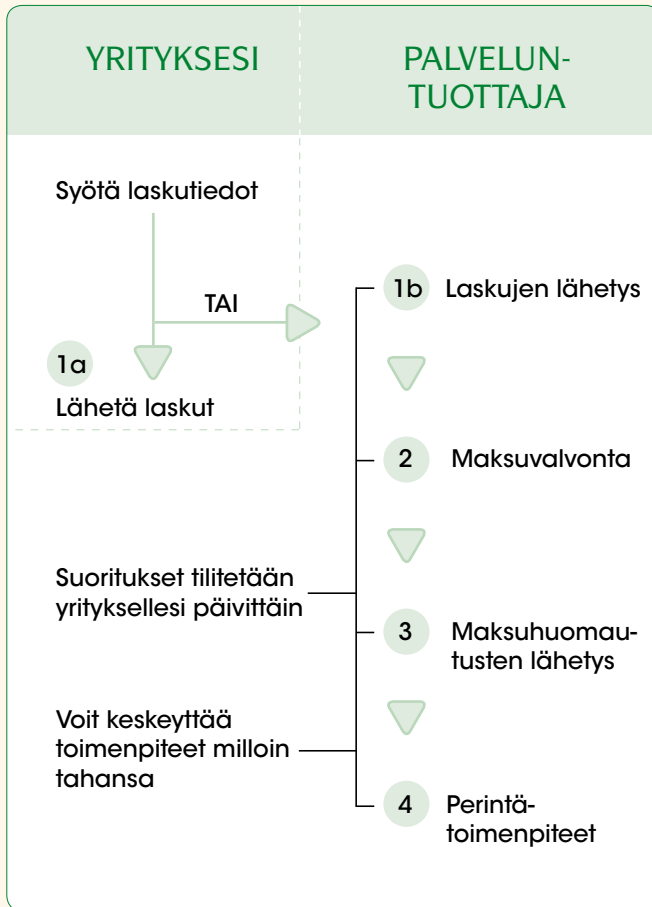 YRITYKSESI
PALVELUN-
TUOTTAJA
Syötä laskutiedot
TAI
1a
Lähetä laskut
1b Laskujen lähetys
2 Maksuvalvonta
Suoritukset tilitetään
yrityksellesi päivittäin
3 Maksuhuomau-
tusten lähetys
Voit keskeyttää
toimenpiteet milloin
tahansa
4 Perintä-
toimenpiteet